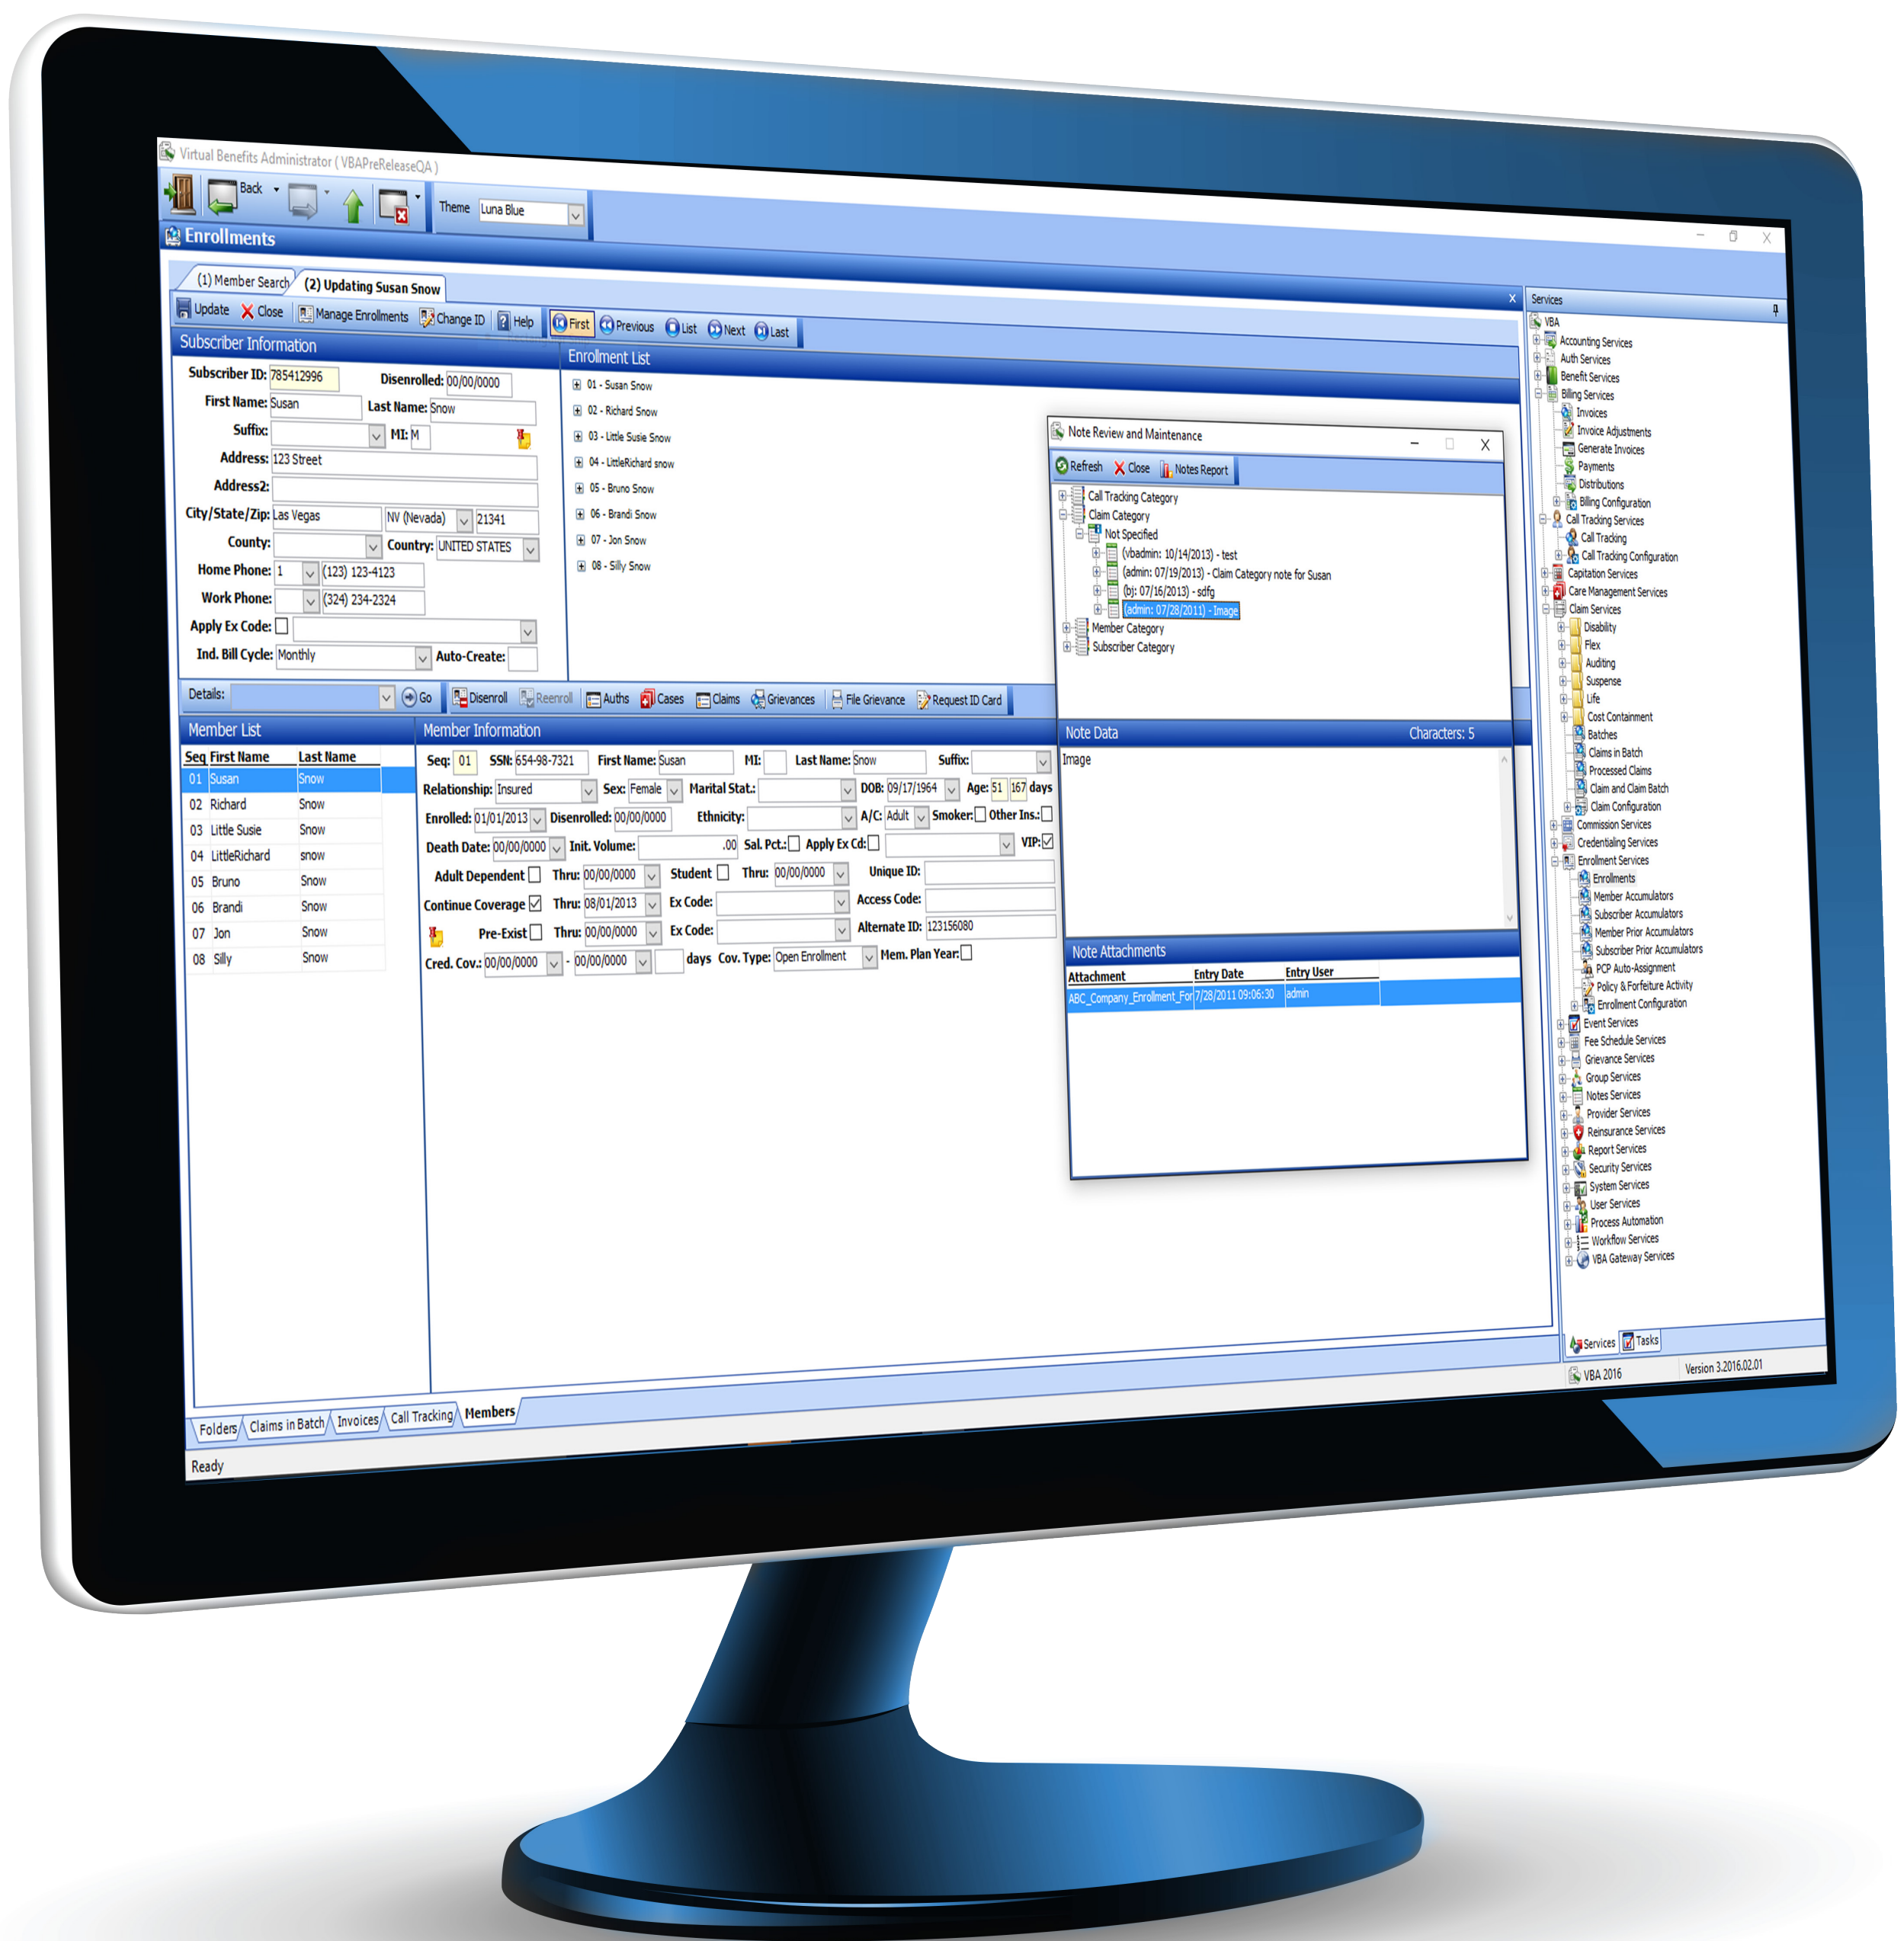 Virtual Benefits Administrator ( VBAPreReleaseQA )
Back
Theme Luna Blue
Enrollments
(1) Member Search (2) Updating Susan Snow
Update Close Manage Enrollments Change ID Help First Previous List Next Last
Subscriber Information
Subscriber ID: 785412996 Disenrolled: 00/00/0000
First Name: Susan Last Name: Snow
Suffix: MI: M
Address: 123 Street
Address2:
City/State/Zip: Las Vegas NV (Nevada) 21341
County: Country: UNITED STATES
Home Phone: 1 (123) 123-4123
Work Phone: (324) 234-2324
Apply Ex Code:
Ind. Bill Cycle: Monthly Auto-Create:
Enrollment List
01 - Susan Snow
02 - Richard Snow
03 - Little Susie Snow
04 - LittleRichard snow
05 - Bruno Snow
06 - Brandi Snow
07 - Jon Snow
08 - Silly Snow
Details: Go Disenroll Reenroll Auths Cases Claims Grievances File Grievance Request ID Card
Member List
Seq First Name Last Name
01 Susan Snow
02 Richard Snow
03 Little Susie Snow
04 LittleRichard snow
05 Bruno Snow
06 Brandi Snow
07 Jon Snow
08 Silly Snow
Member Information
Seq: 01 SSN: 654-98-7321 First Name: Susan MI: Last Name: Snow Suffix:
Relationship: Insured Sex: Female Marital Stat.: DOB: 09/17/1964 Age: 51 167 days
Enrolled: 01/01/2013 Disenrolled: 00/00/0000 Ethnicity: A/C: Adult Smoker: Other Ins.:
Death Date: 00/00/0000 Init. Volume: .00 Sal. Pct.: Apply Ex Cd: VIP:
Adult Dependent Thru: 00/00/0000 Student Thru: 00/00/0000 Unique ID:
Continue Coverage Thru: 08/01/2013 Ex Code: Access Code:
Pre-Exist Thru: 00/00/0000 Ex Code: Alternate ID: 123156080
Cred. Cov.: 00/00/0000 - 00/00/0000 days Cov. Type: Open Enrollment Mem. Plan Year:
Note Review and Maintenance
Refresh Close Notes Report
Call Tracking Category
Claim Category
Not Specified
(vbadmin: 10/14/2013) - test
(admin: 07/19/2013) - Claim Category note for Susan
(bj: 07/16/2013) - sdfg
(admin: 07/28/2011) - Image
Member Category
Subscriber Category
Note Data Characters: 5
Image
Note Attachments
Attachment Entry Date Entry User
ABC_Company_Enrollment_For 7/28/2011 09:06:30 admin
Services
VBA
Accounting Services
Auth Services
Benefit Services
Billing Services
Invoices
Invoice Adjustments
Generate Invoices
Payments
Distributions
Billing Configuration
Call Tracking Services
Call Tracking
Call Tracking Configuration
Capitation Services
Care Management Services
Claim Services
Disability
Flex
Auditing
Suspense
Life
Cost Containment
Batches
Claims in Batch
Processed Claims
Claim and Claim Batch
Claim Configuration
Commission Services
Credentialing Services
Enrollment Services
Enrollments
Member Accumulators
Subscriber Accumulators
Member Prior Accumulators
Subscriber Prior Accumulators
PCP Auto-Assignment
Policy & Forfeiture Activity
Enrollment Configuration
Event Services
Fee Schedule Services
Grievance Services
Group Services
Notes Services
Provider Services
Reinsurance Services
Report Services
Security Services
System Services
User Services
Process Automation
Workflow Services
VBA Gateway Services
Services Tasks
VBA 2016 Version 3.2016.02.01
Folders Claims in Batch Invoices Call Tracking Members
Ready